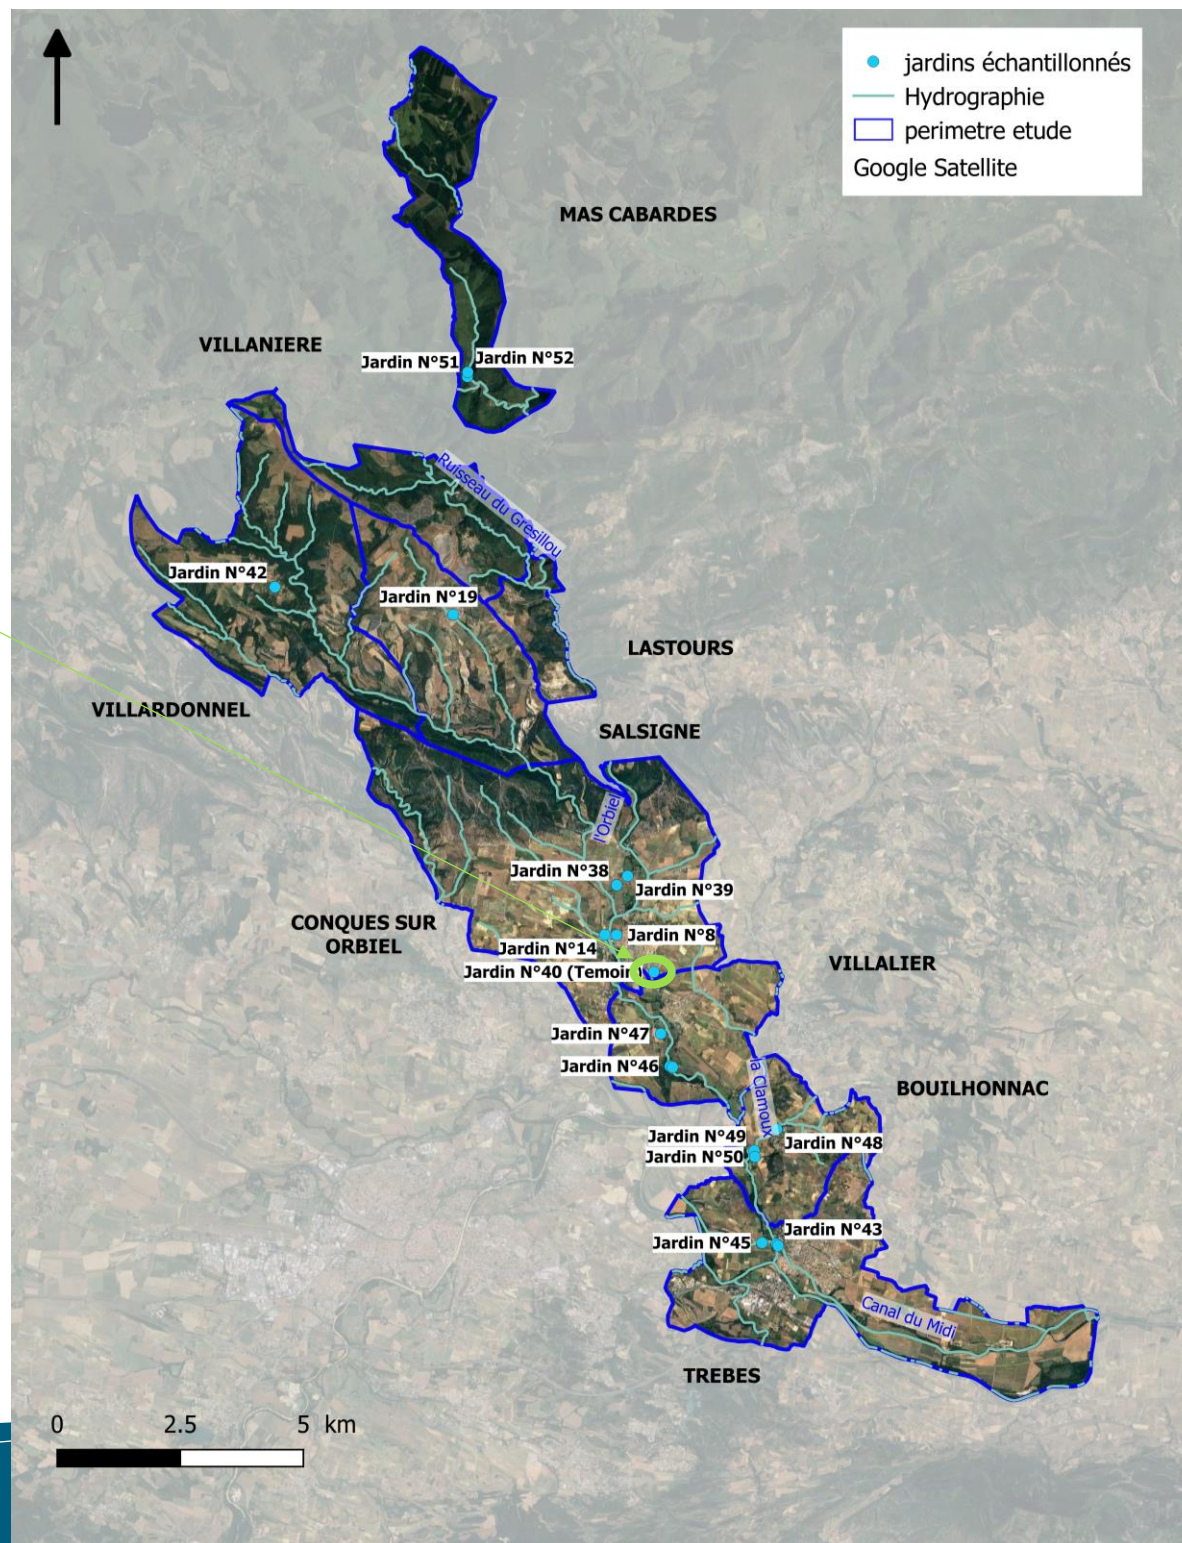 jardins échantillonnés
Hydrographie
perimetre etude
Google Satellite
MAS CABARDES
VILLANIERE
Jardin N°51
Jardin N°52
Ruisseau du Grésillou
Jardin N°42
Jardin N°19
LASTOURS
VILLARDONNEL
SALSIGNE
l'Orbiel
Jardin N°38
Jardin N°39
CONQUES SUR
ORBIEL
Jardin N°14
Jardin N°8
VILLALIER
Jardin N°40 (Temoin)
Jardin N°47
Jardin N°46
la Clamoux
BOUILHONNAC
Jardin N°49
Jardin N°48
Jardin N°50
Jardin N°43
Jardin N°45
Canal du Midi
TREBES
0 2.5 5 km